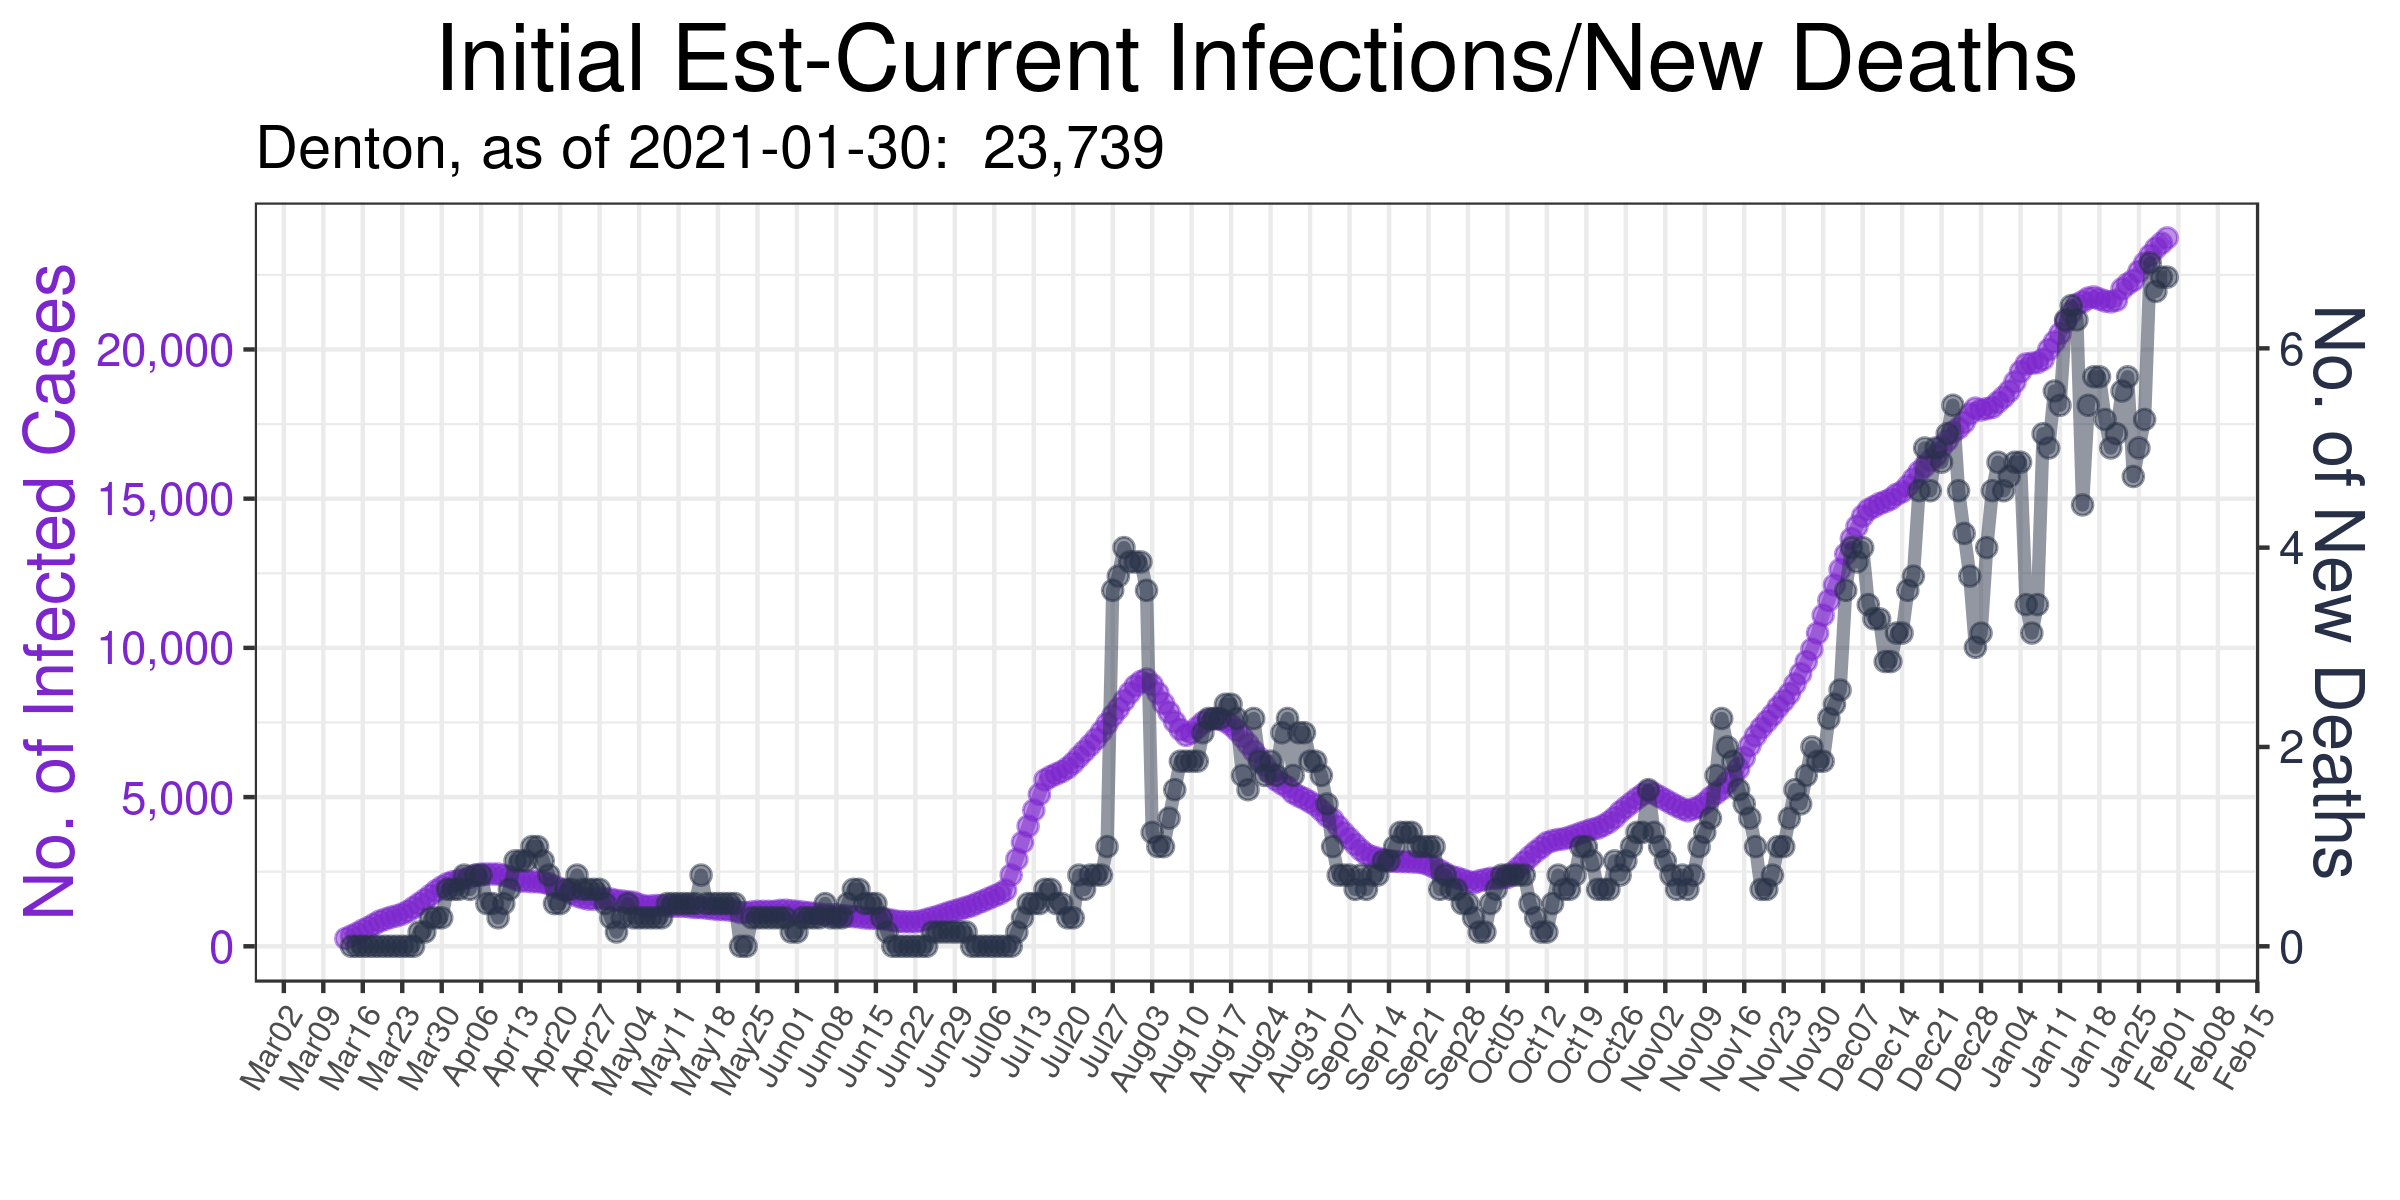 Initial Est-Current Infections/New Deaths
Denton, as of 2021-01-30:  23,739
No. of Infected Cases
20,000
15,000
10,000
5,000
0
6
4
2
0
No. of New Deaths
Mar02
Mar09
Mar16
Mar23
Mar30
Apr06
Apr13
Apr20
Apr27
May04
May11
May18
May25
Jun01
Jun08
Jun15
Jun22
Jun29
Jul06
Jul13
Jul20
Jul27
Aug03
Aug10
Aug17
Aug24
Aug31
Sep07
Sep14
Sep21
Sep28
Oct05
Oct12
Oct19
Oct26
Nov02
Nov09
Nov16
Nov23
Nov30
Dec07
Dec14
Dec21
Dec28
Jan04
Jan11
Jan18
Jan25
Feb01
Feb08
Feb15